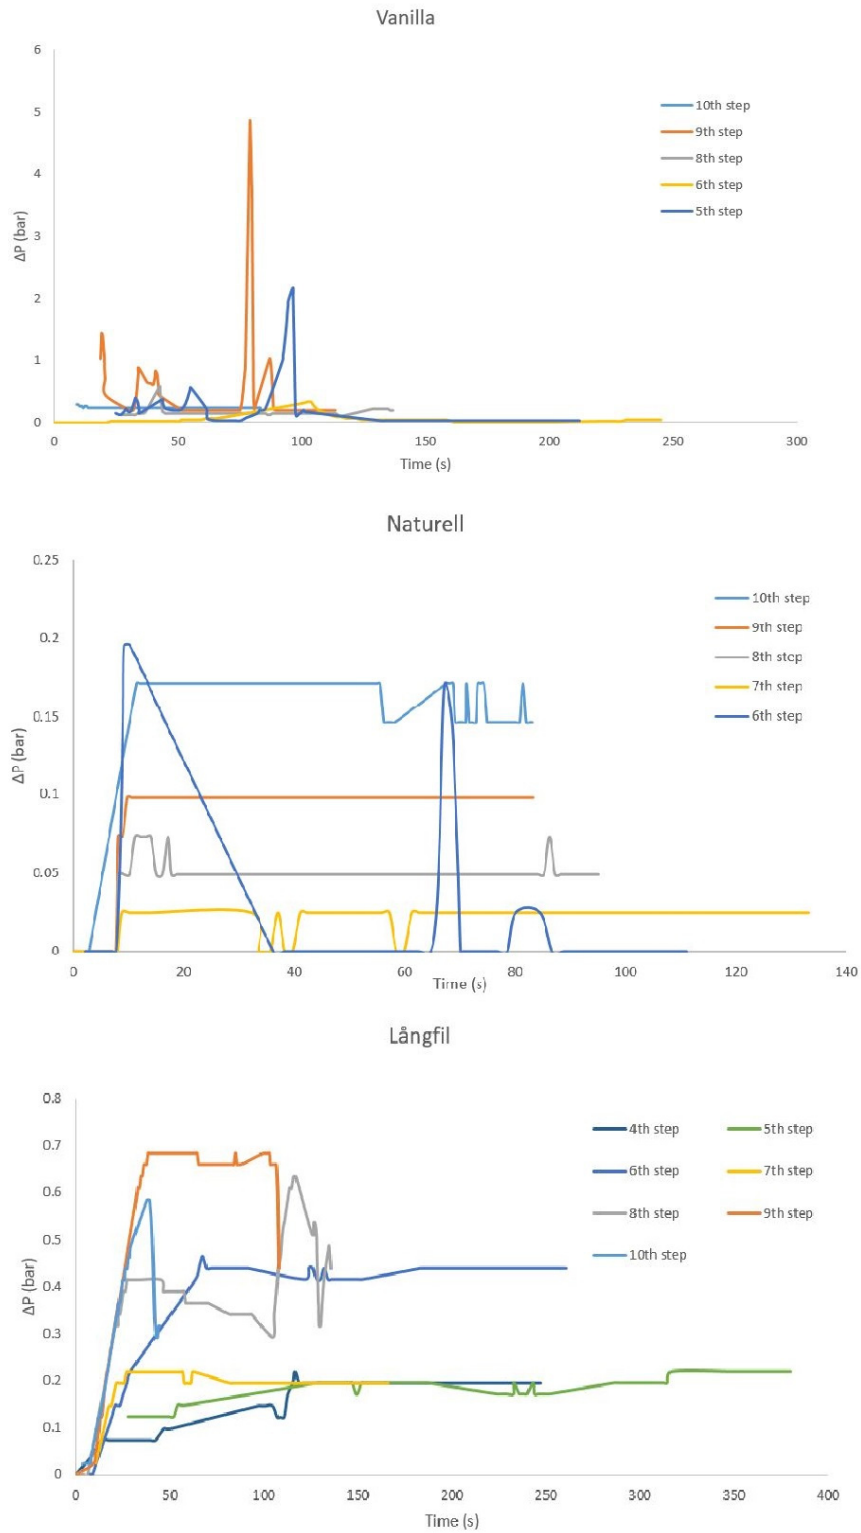 Vanilla
6
5
4
3
2
1
0
ΔP (bar)
0 50 100 150 200 250 300
Time (s)
10th step
9th step
8th step
6th step
5th step
Naturell
0.25
0.2
0.15
0.1
0.05
0
ΔP (bar)
0 20 40 60 80 100 120 140
Time (s)
10th step
9th step
8th step
7th step
6th step
Långfil
0.8
0.7
0.6
0.5
0.4
0.3
0.2
0.1
0
ΔP (bar)
0 50 100 150 200 250 300 350 400
Time (s)
4th step 5th step
6th step 7th step
8th step 9th step
10th step